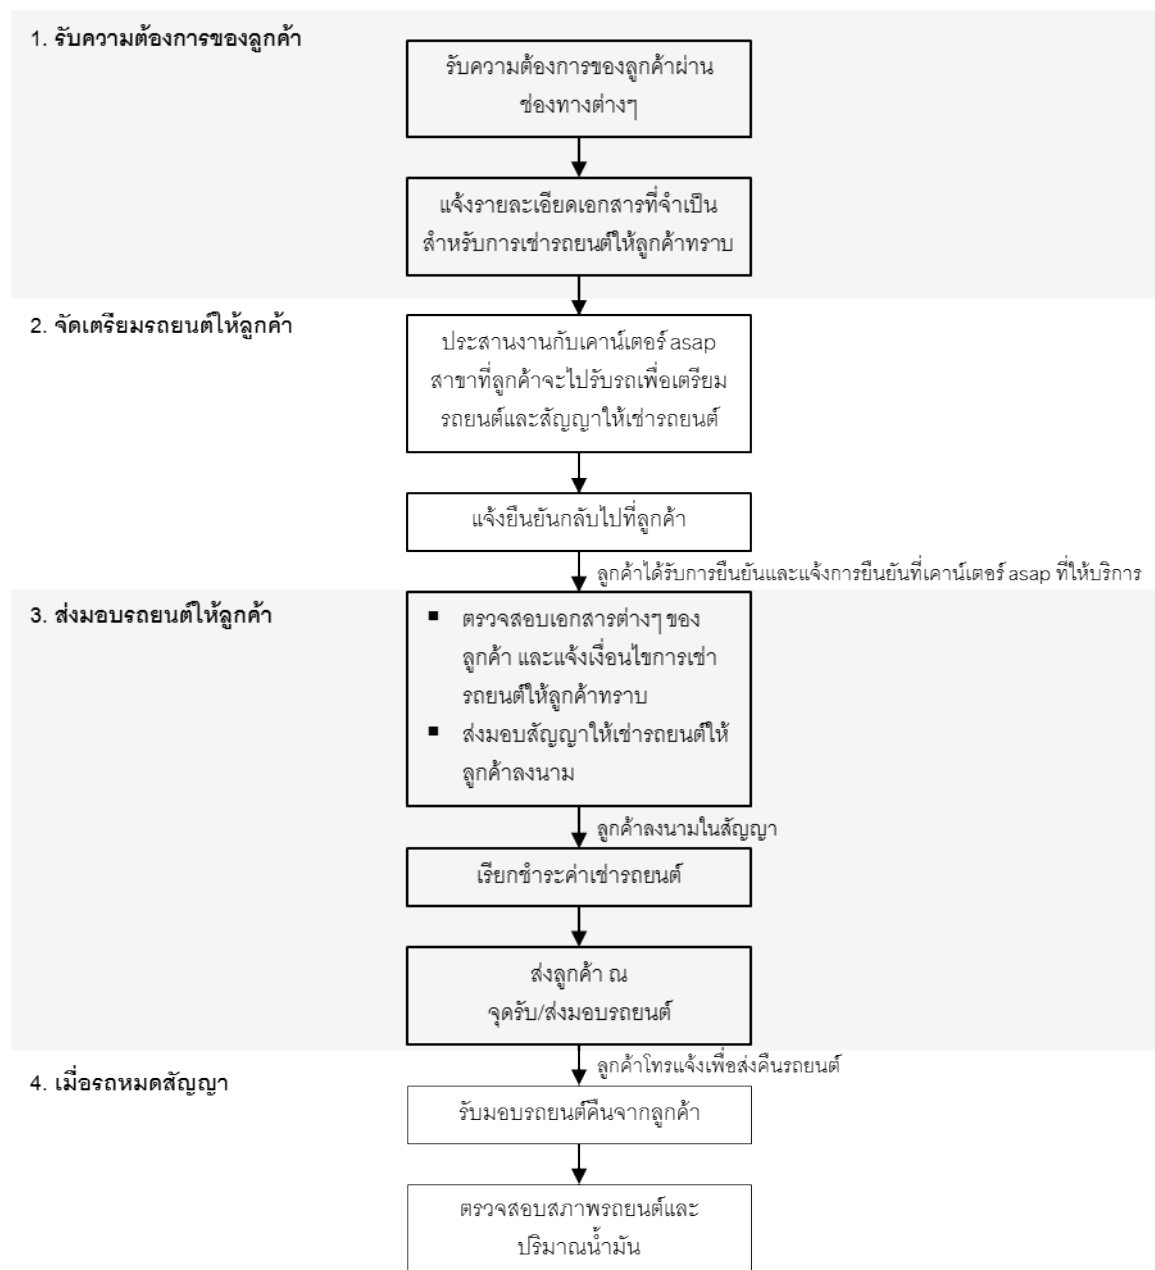 1. รับความต้องการของลูกค้า
รับความต้องการของลูกค้าผ่าน
ช่องทางต่างๆ
แจ้งรายละเอียดเอกสารที่จำเป็น
สำหรับการเช่ารถยนต์ให้ลูกค้าทราบ
2. จัดเตรียมรถยนต์ให้ลูกค้า
ประสานงานกับเคาน์เตอร์ asap
สาขาที่ลูกค้าจะไปรับรถเพื่อเตรียม
รถยนต์และสัญญาให้เช่ารถยนต์
แจ้งยืนยันกลับไปที่ลูกค้า
ลูกค้าได้รับการยืนยันและแจ้งการยืนยันที่เคาน์เตอร์ asap ที่ให้บริการ
3. ส่งมอบรถยนต์ให้ลูกค้า
▪ ตรวจสอบเอกสารต่างๆ ของ
ลูกค้า และแจ้งเงื่อนไขการเช่า
รถยนต์ให้ลูกค้าทราบ
▪ ส่งมอบสัญญาให้เช่ารถยนต์ให้
ลูกค้าลงนาม
ลูกค้าลงนามในสัญญา
เรียกชำระค่าเช่ารถยนต์
ส่งลูกค้า ณ
จุดรับ/ส่งมอบรถยนต์
ลูกค้าโทรแจ้งเพื่อส่งคืนรถยนต์
4. เมื่อรถหมดสัญญา
รับมอบรถยนต์คืนจากลูกค้า
ตรวจสอบสภาพรถยนต์และ
ปริมาณน้ำมัน